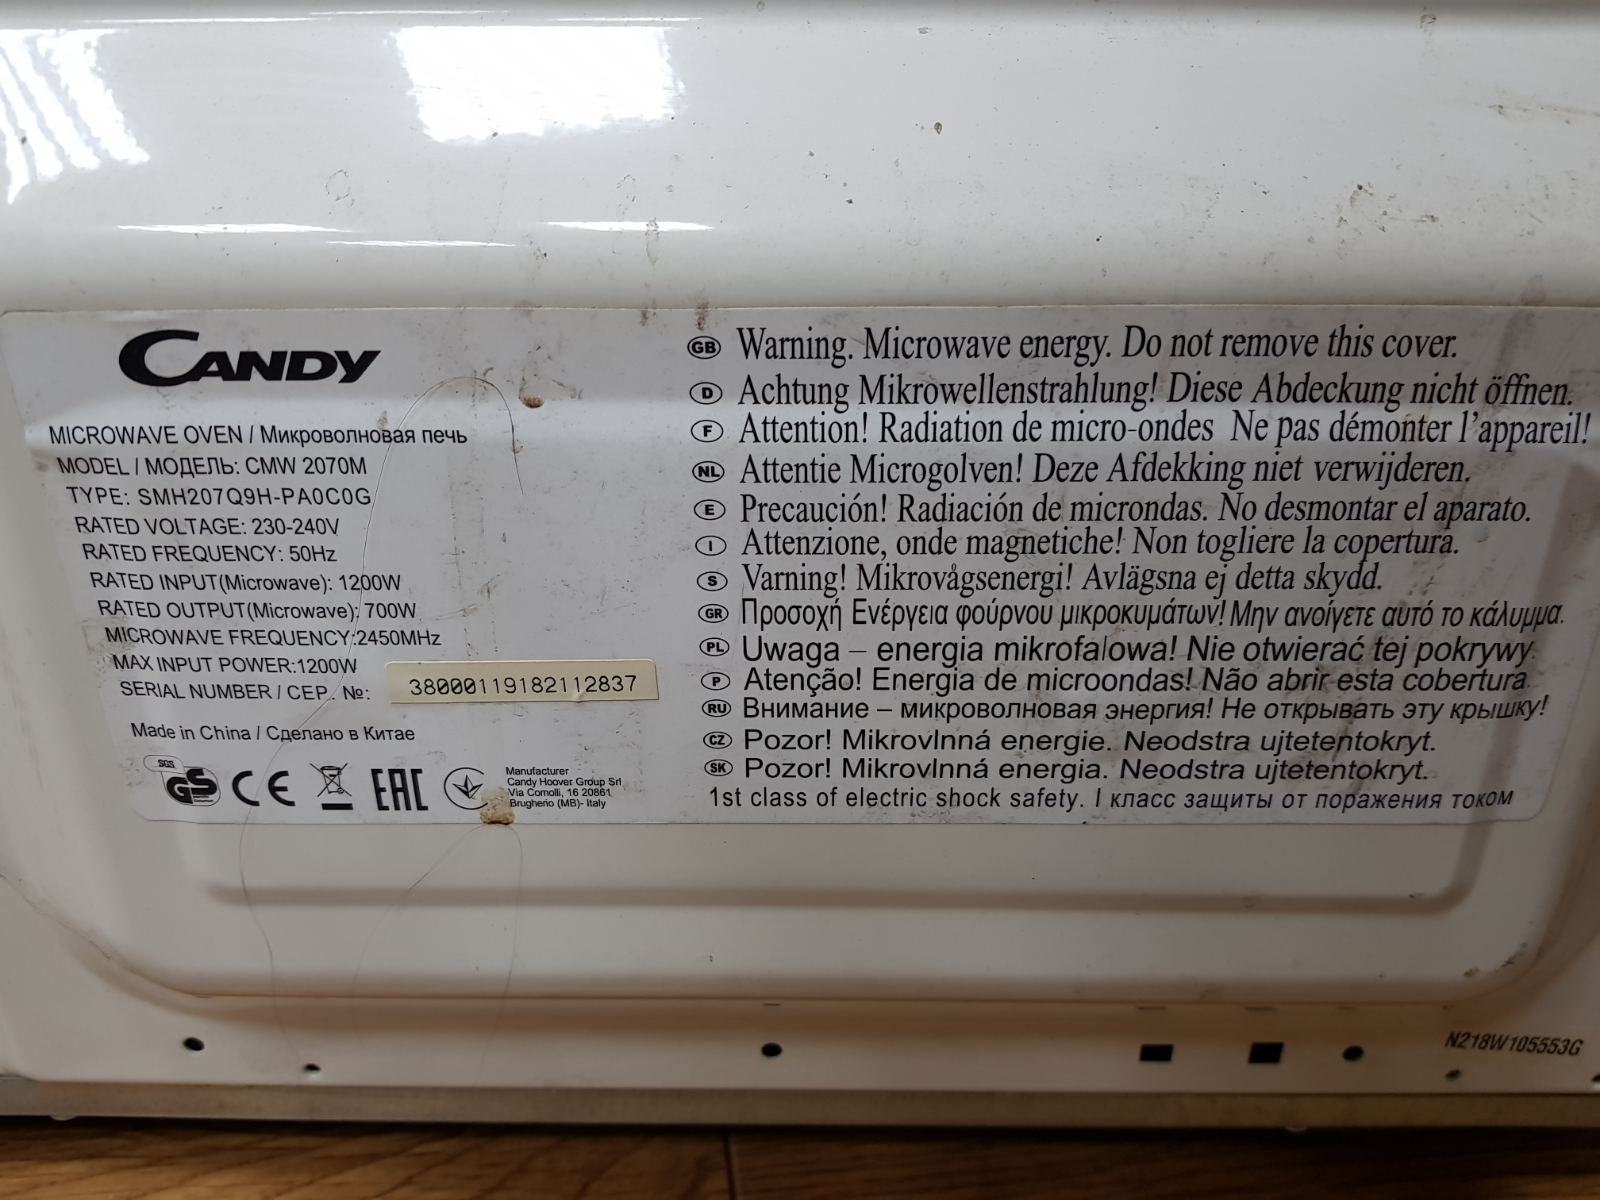 CANDY
MICROWAVE OVEN / Микроволновая печь
MODEL / МОДЕЛЬ: CMW 2070M
TYPE: SMH207Q9H-PA0C0G
RATED VOLTAGE: 230-240V
RATED FREQUENCY: 50Hz
RATED INPUT(Microwave): 1200W
RATED OUTPUT(Microwave): 700W
MICROWAVE FREQUENCY:2450MHz
MAX INPUT POWER:1200W
SERIAL NUMBER / СЕР. №: 38000119182112837
Made in China / Сделано в Китае
SGS
GS CE EAC
Manufacturer
Candy Hoover Group Srl
Via Comolli, 16 20861
Brugherio (MB)- Italy
GB Warning. Microwave energy. Do not remove this cover.
D Achtung Mikrowellenstrahlung! Diese Abdeckung nicht öffnen.
F Attention! Radiation de micro-ondes Ne pas démonter l'appareil!
NL Attentie Microgolven! Deze Afdekking niet verwijderen.
E Precaución! Radiación de microndas. No desmontar el aparato.
I Attenzione, onde magnetiche! Non togliere la copertura.
S Varning! Mikrovågsenergi! Avlägsna ej detta skydd.
GR Προσοχή Ενέργεια φούρνου μικροκυμάτων! Μην ανοίγετε αυτό το κάλυμμα.
PL Uwaga – energia mikrofalowa! Nie otwierać tej pokrywy.
P Atenção! Energia de microondas! Não abrir esta cobertura.
RU Внимание – микроволновая энергия! Не открывать эту крышку!
CZ Pozor! Mikrovlnná energie. Neodstra ujtetentokryt.
SK Pozor! Mikrovlnná energia. Neodstra ujtetentokryt.
1st class of electric shock safety. I класс защиты от поражения током
N218W105553G